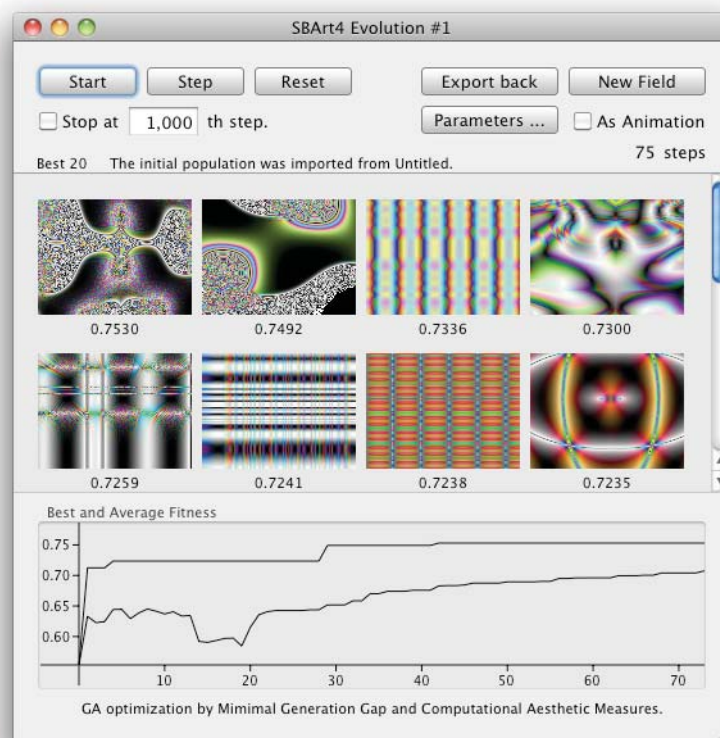 SBArt4 Evolution #1
Start Step Reset Export back New Field
Stop at 1,000 th step. Parameters ... As Animation
75 steps
Best 20 The initial population was imported from Untitled.
0.7530 0.7492 0.7336 0.7300
0.7259 0.7241 0.7238 0.7235
Best and Average Fitness
0.75
0.70
0.65
0.60
10 20 30 40 50 60 70
GA optimization by Mimimal Generation Gap and Computational Aesthetic Measures.